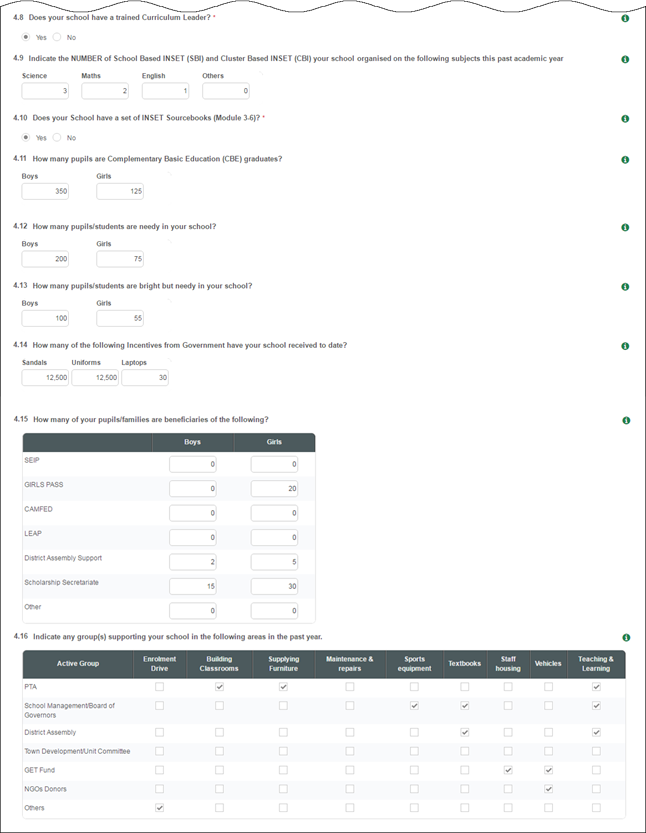 4.8 Does your school have a trained Curriculum Leader? *
Yes No
4.9 Indicate the NUMBER of School Based INSET (SBI) and Cluster Based INSET (CBI) your school organised on the following subjects this past academic year
Science Maths English Others
3 2 1 0
4.10 Does your School have a set of INSET Sourcebooks (Module 3-6)? *
Yes No
4.11 How many pupils are Complementary Basic Education (CBE) graduates?
Boys Girls
350 125
4.12 How many pupils/students are needy in your school?
Boys Girls
200 75
4.13 How many pupils/students are bright but needy in your school?
Boys Girls
100 55
4.14 How many of the following Incentives from Government have your school received to date?
Sandals Uniforms Laptops
12,500 12,500 30
4.15 How many of your pupils/families are beneficiaries of the following?
Boys Girls
SEIP 0 0
GIRLS PASS 0 20
CAMFED 0 0
LEAP 0 0
District Assembly Support 2 5
Scholarship Secretariate 15 30
Other 0 0
4.16 Indicate any group(s) supporting your school in the following areas in the past year.
Active Group Enrolment Drive Building Classrooms Supplying Furniture Maintenance & repairs Sports equipment Textbooks Staff housing Vehicles Teaching & Learning
PTA
School Management/Board of
Governors
District Assembly
Town Development/Unit Committee
GET Fund
NGOs Donors
Others